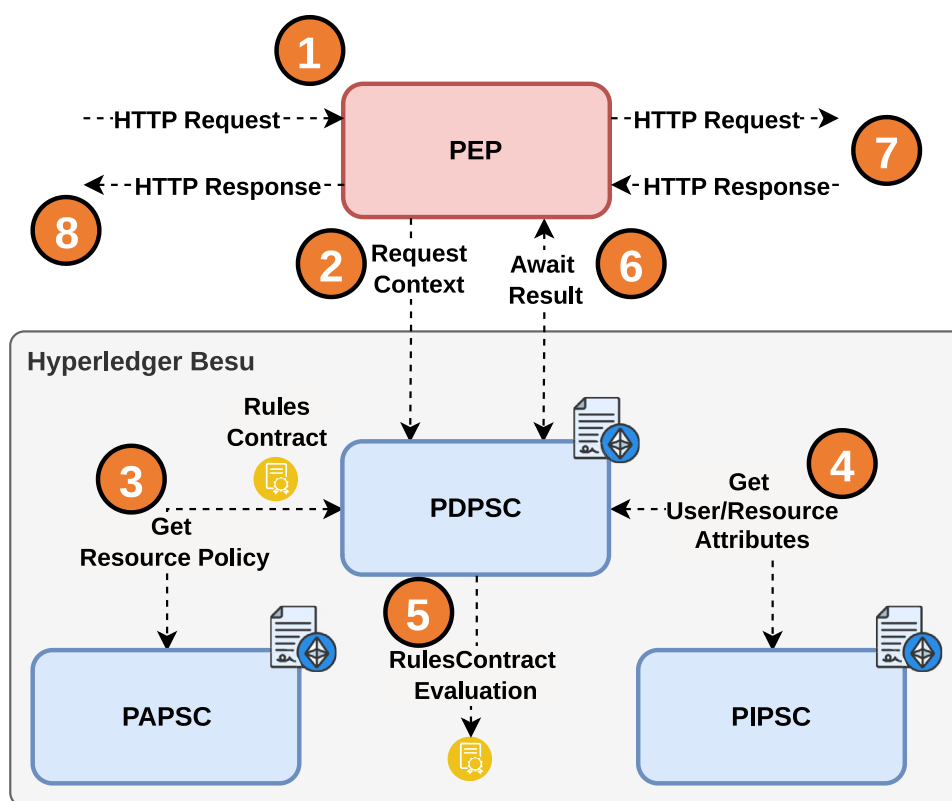 1
HTTP Request
HTTP Response
8
PEP
HTTP Request
HTTP Response
7
2
Request
Context
Await
Result
6
Hyperledger Besu
Rules
Contract
3
Get
Resource Policy
PDPSC
4
Get
User/Resource
Attributes
5
RulesContract
Evaluation
PAPSC
PIPSC